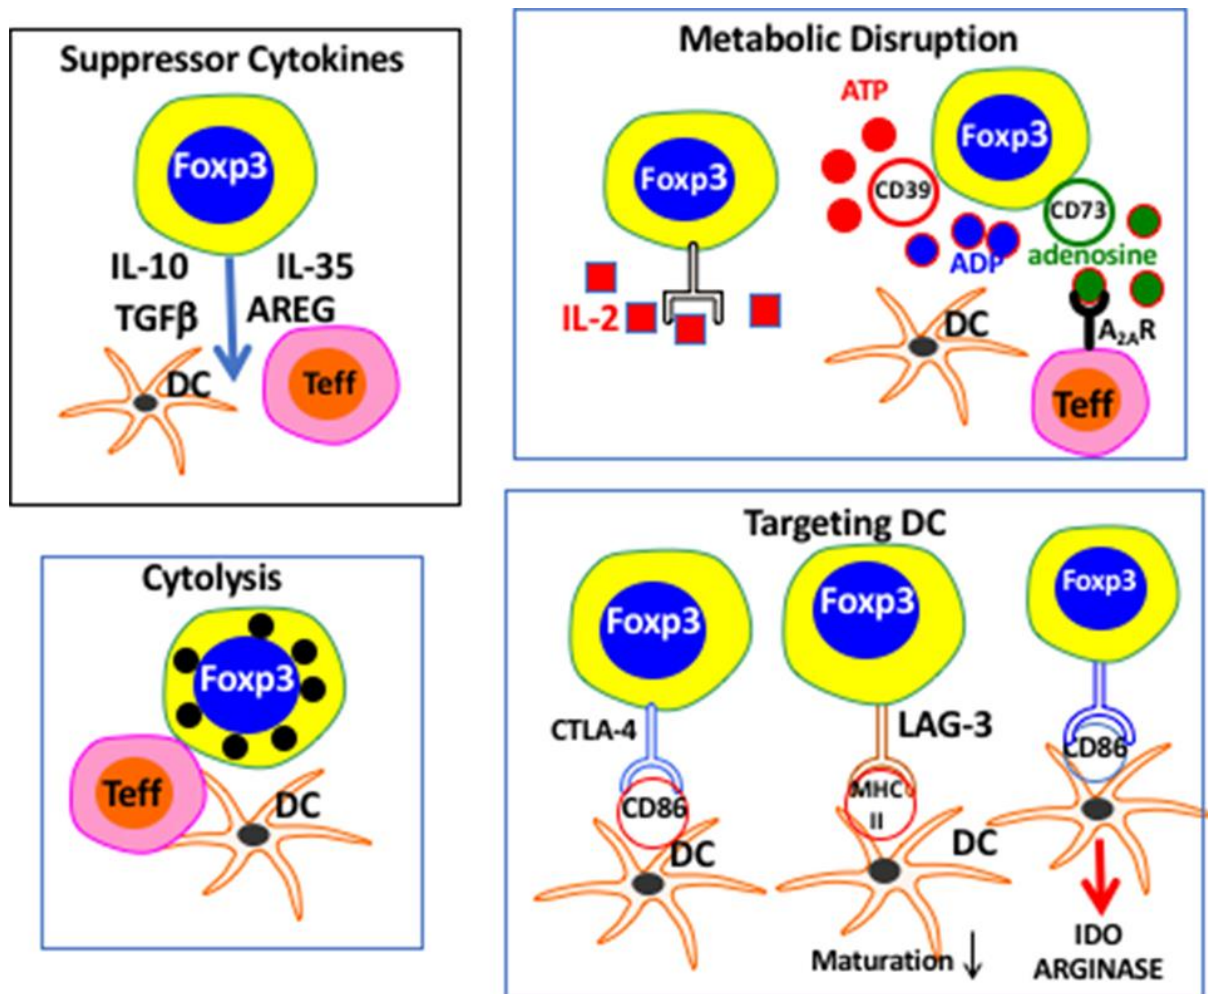 Suppressor Cytokines
Foxp3
IL-10 IL-35
TGFβ AREG
DC Teff
Metabolic Disruption
ATP
Foxp3
Foxp3
CD39
CD73
ADP adenosine
IL-2
DC A2AR
Teff
Cytolysis
Foxp3
Teff
DC
Targeting DC
Foxp3
Foxp3
Foxp3
CTLA-4
LAG-3
CD86
CD86
MHC
II
DC
DC
Maturation ↓
IDO
ARGINASE